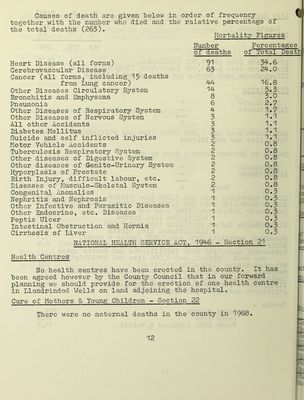 Causes of death are given below in order of frequency
together with the number who died and the ralative percentage of
the total deaths (263).
Mortality Figures
Number of deaths Percentages of Total Death
Heart Disease (all forms) 91 34.6
Cerebrovascular Disease 63 24.0
Cancer (all forms, including 15 deaths
from Lung cancer) 44 16.8
Other Diseases Circulatory System 14 5.3
Bronchitis and Emphysema 8 3.0
Pneumonia 6 2.7
Other Diseases of Respiratory System 4 1.7
Other Diseases of Nervous System 3 1.1
All other Accidents 3 1.1
Diabetes Mellitus 3 1.1
Suicide and self inflicted injuries 3 1.1
Motor Vehicle Accidents 2 0.8
Tuberculosis Respiratory System 2 0.8
Other diseases of Digestive System 2 0.8
Other diseases of Genito-Urinary System 2 0.8
Hyperplasis of Prostate 2 0.8
Birth Injury, difficult labour, etc. 2 0.8
Diseases of Musculo-Skeletal System 2 0.8
Congenital Anomalies 1 0.3
Nephritis and Nephrosis 1 0.3
Other Infective and Parasitic Diseases 1 0.3
Other Endocrine, etc. Diseases 1 0.3
Peptic Ulcer 1 0.3
Intestinal Obstruction and Hernia 1 0.3
Cirrhosis of Liver 1 0.3
NATIONAL HEALTH SERVICE ACT, 1946 - Section 21
Health Centres
No health centres have been erected in the county. It has
been agreed however by the County Council that in our forward
planning we should provide for the erection of one health centre
in Llandrindod Wells on land adjoining the hospital.
Care of Mothers & Young Children - Section 22
There were no maternal deaths in the county in 1968.
12